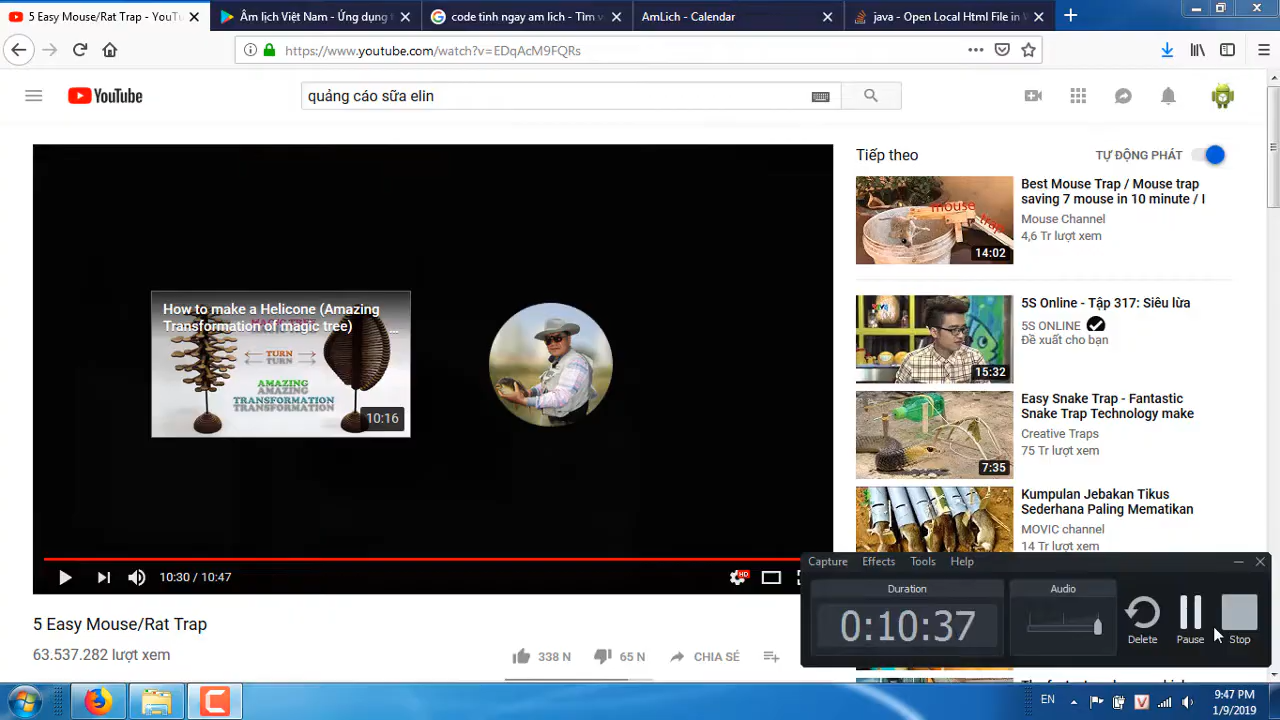 5 Easy Mouse/Rat Trap - YouTu
Âm lịch Việt Nam - Ứng dụng
code tinh ngay am lich - Tìm v
AmLich - Calendar
java - Open Local Html File in W
https://www.youtube.com/watch?v=EDqAcM9FQRs
YouTube
quảng cáo sữa elin
Tiếp theo
TỰ ĐỘNG PHÁT
How to make a Helicone (Amazing
Transformation of magic tree)
...
TURN
TURN
AMAZING
AMAZING
TRANSFORMATION
TRANSFORMATION
10:16
10:30 / 10:47
HD
5 Easy Mouse/Rat Trap
63.537.282 lượt xem
338 N
65 N
CHIA SẺ
mouse
trap
14:02
Best Mouse Trap / Mouse trap
saving 7 mouse in 10 minute / I
Mouse Channel
4,6 Tr lượt xem
15:32
5S Online - Tập 317: Siêu lừa
5S ONLINE
Đề xuất cho bạn
7:35
Easy Snake Trap - Fantastic
Snake Trap Technology make
Creative Traps
75 Tr lượt xem
Kumpulan Jebakan Tikus
Sederhana Paling Mematikan
MOVIC channel
14 Tr lượt xem
Capture
Effects
Tools
Help
Duration
0:10:37
Audio
Delete
Pause
Stop
EN
V
9:47 PM
1/9/2019